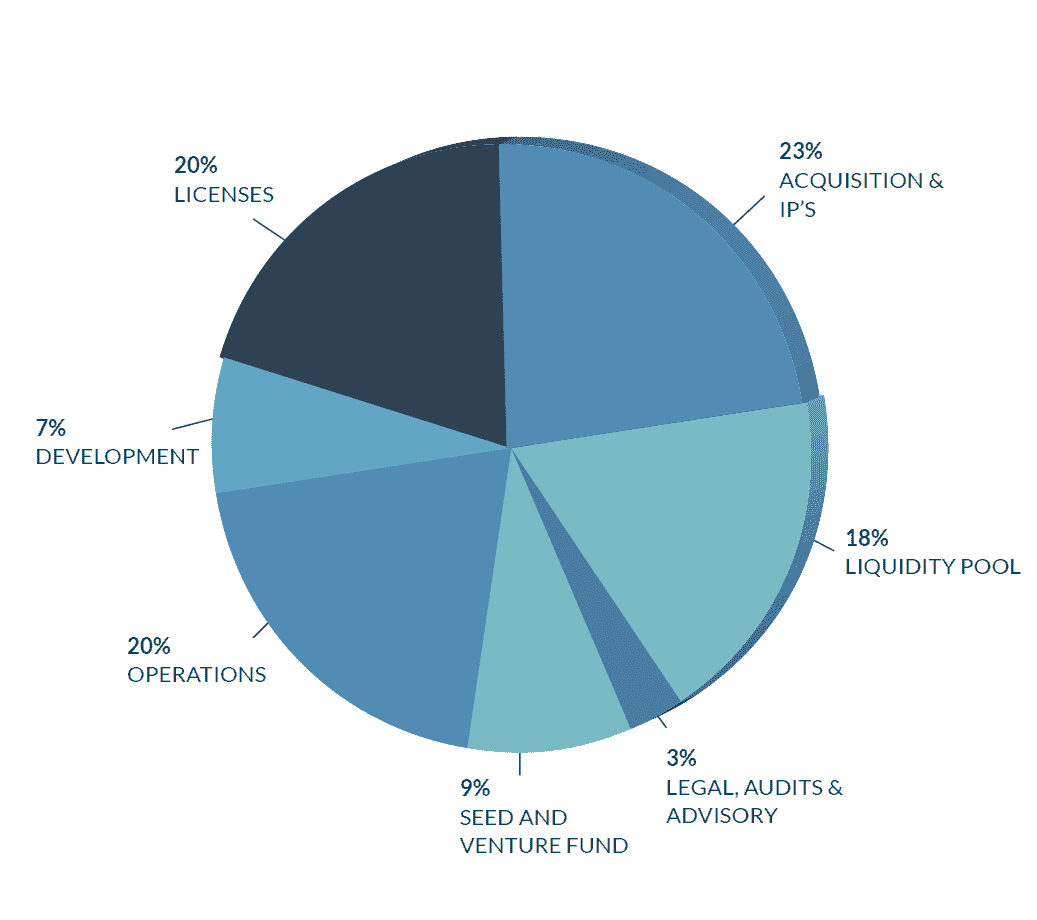 20%
LICENSES
23%
ACQUISITION &
IP’S
7%
DEVELOPMENT
18%
LIQUIDITY POOL
20%
OPERATIONS
3%
LEGAL, AUDITS &
ADVISORY
9%
SEED AND
VENTURE FUND